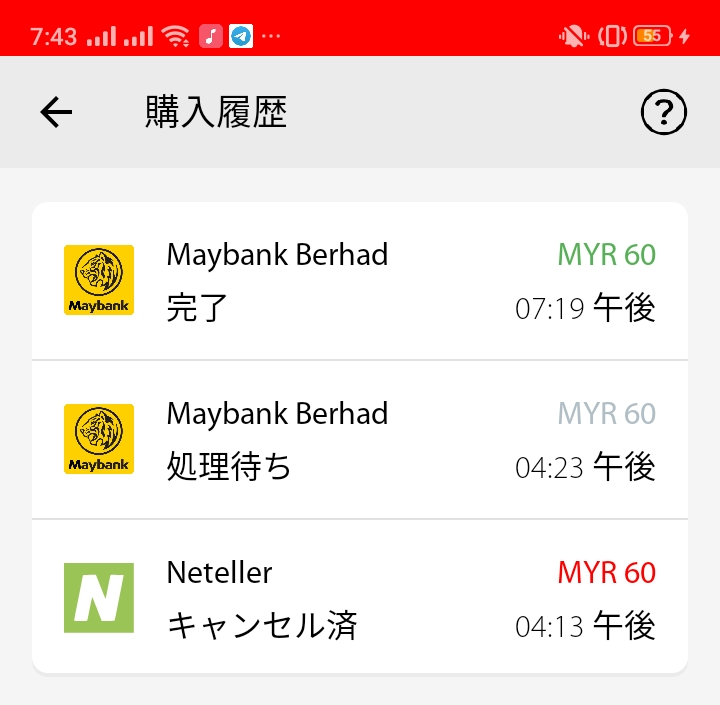 7:43
55
購入履歴
?
Maybank Berhad
MYR 60
Maybank
完了
07:19 午後
Maybank Berhad
MYR 60
Maybank
処理待ち
04:23 午後
Neteller
MYR 60
N
キャンセル済
04:13 午後